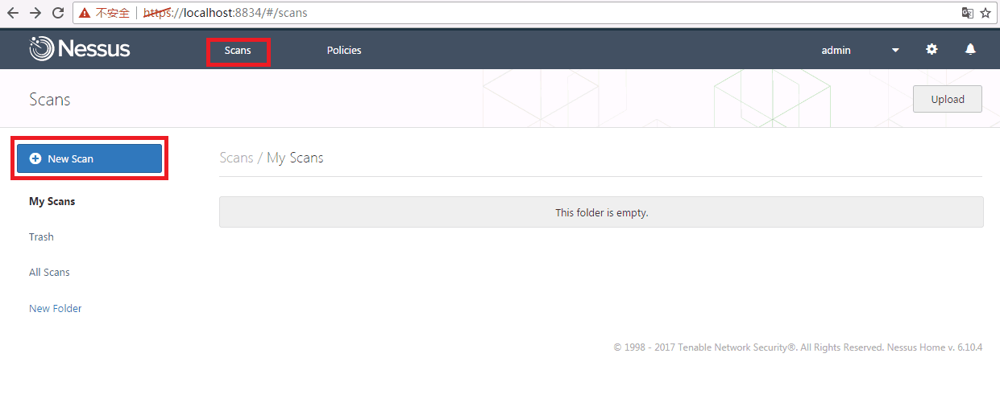 不安全 https://localhost:8834/#/scans
Nessus Scans Policies admin
Scans Upload
New Scan
Scans / My Scans
My Scans
This folder is empty.
Trash
All Scans
New Folder
© 1998 - 2017 Tenable Network Security®. All Rights Reserved. Nessus Home v. 6.10.4